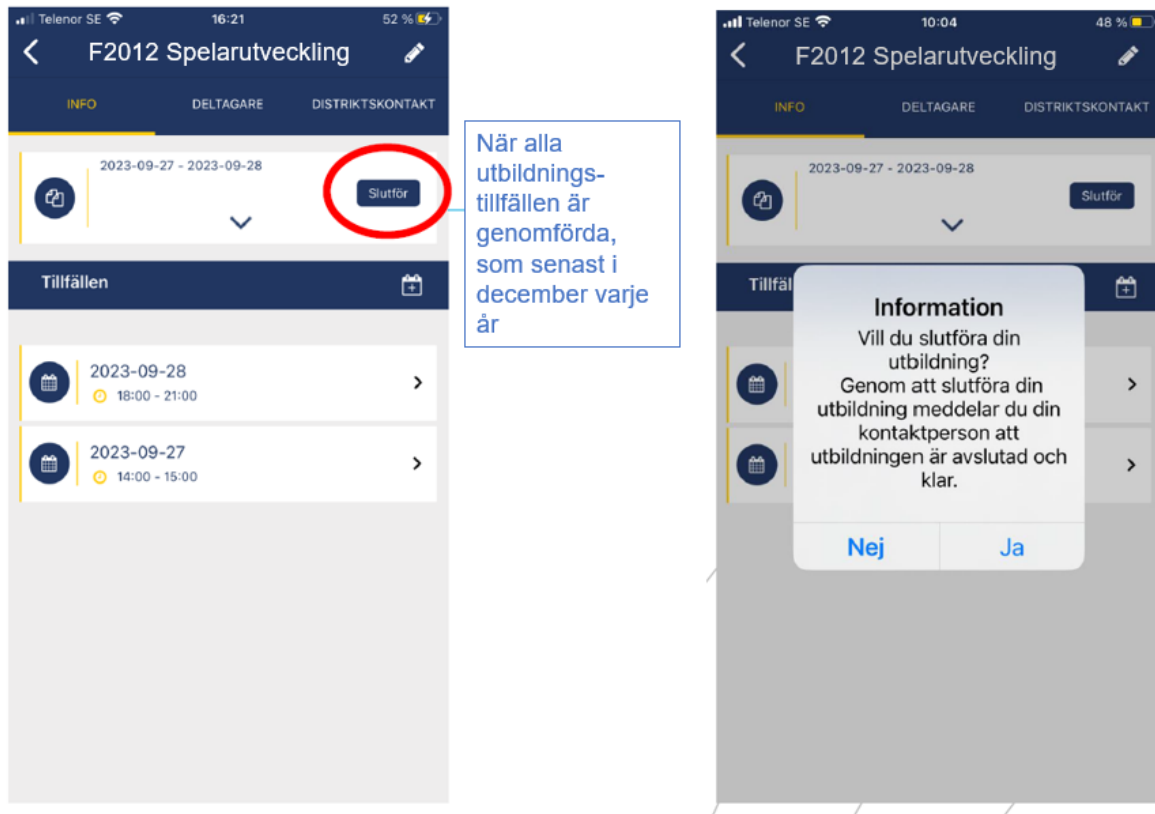 Telenor SE 16:21 52 %
F2012 Spelarutveckling
INFO DELTAGARE DISTRIKTSKONTAKT
2023-09-27 - 2023-09-28
Slutför
Tillfällen
2023-09-28
18:00 - 21:00
2023-09-27
14:00 - 15:00
När alla
utbildnings-
tillfällen är
genomförda,
som senast i
december varje
år
Telenor SE 10:04 48 %
F2012 Spelarutveckling
INFO DELTAGARE DISTRIKTSKONTAKT
2023-09-27 - 2023-09-28
Slutför
Tillfäl
Information
Vill du slutföra din
utbildning?
Genom att slutföra din
utbildning meddelar du din
kontaktperson att
utbildningen är avslutad och
klar.
Nej Ja